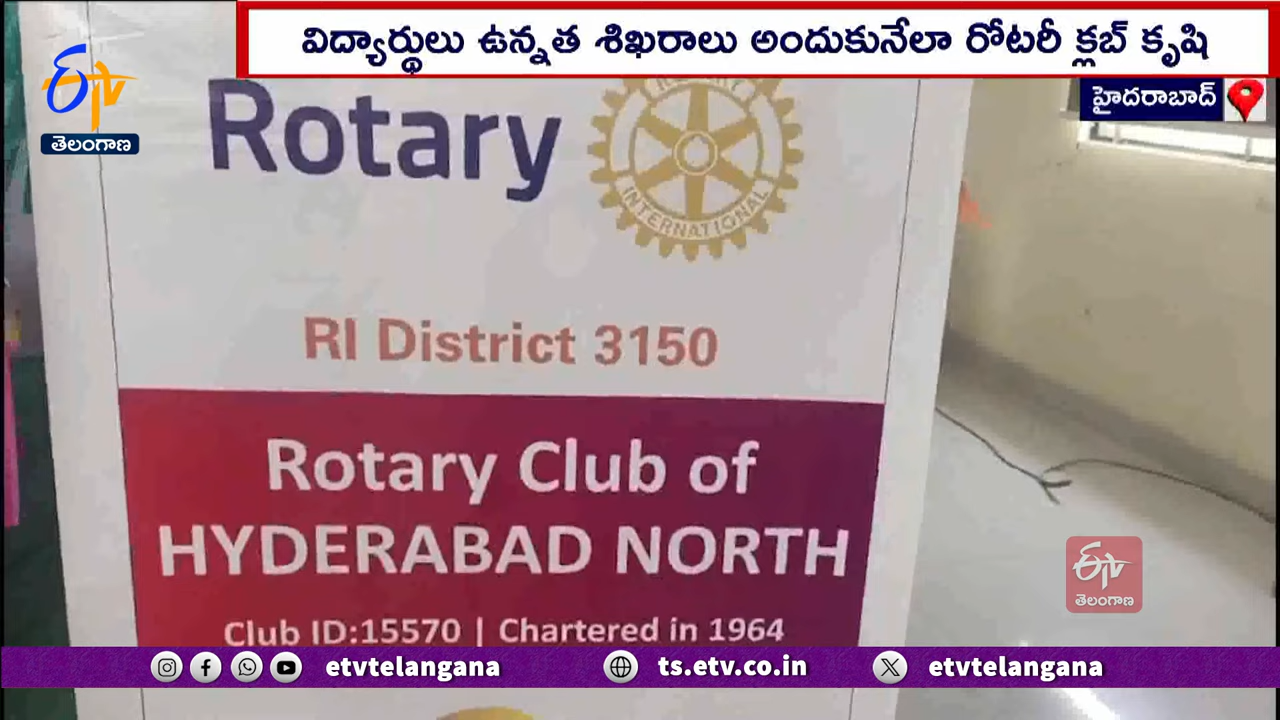 విద్యార్థులు ఉన్నత శిఖరాలు అందుకునేలా రోటరీ క్లబ్ కృషి
ETV
తెలంగాణ
హైదరాబాద్
Rotary
ROTARY
INTERNATIONAL
RI District 3150
Rotary Club of
HYDERABAD NORTH
Club ID:15570 | Chartered in 1964
ETV
తెలంగాణ
etvtelangana ts.etv.co.in etvtelangana